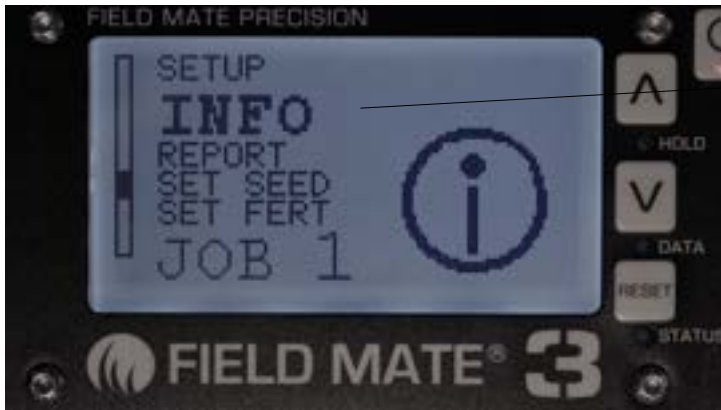 FIELD MATE PRECISION
SETUP
INFO
REPORT
SET SEED
SET FERT
JOB 1
HOLD
DATA
RESET
STATUS
FIELD MATE® 3